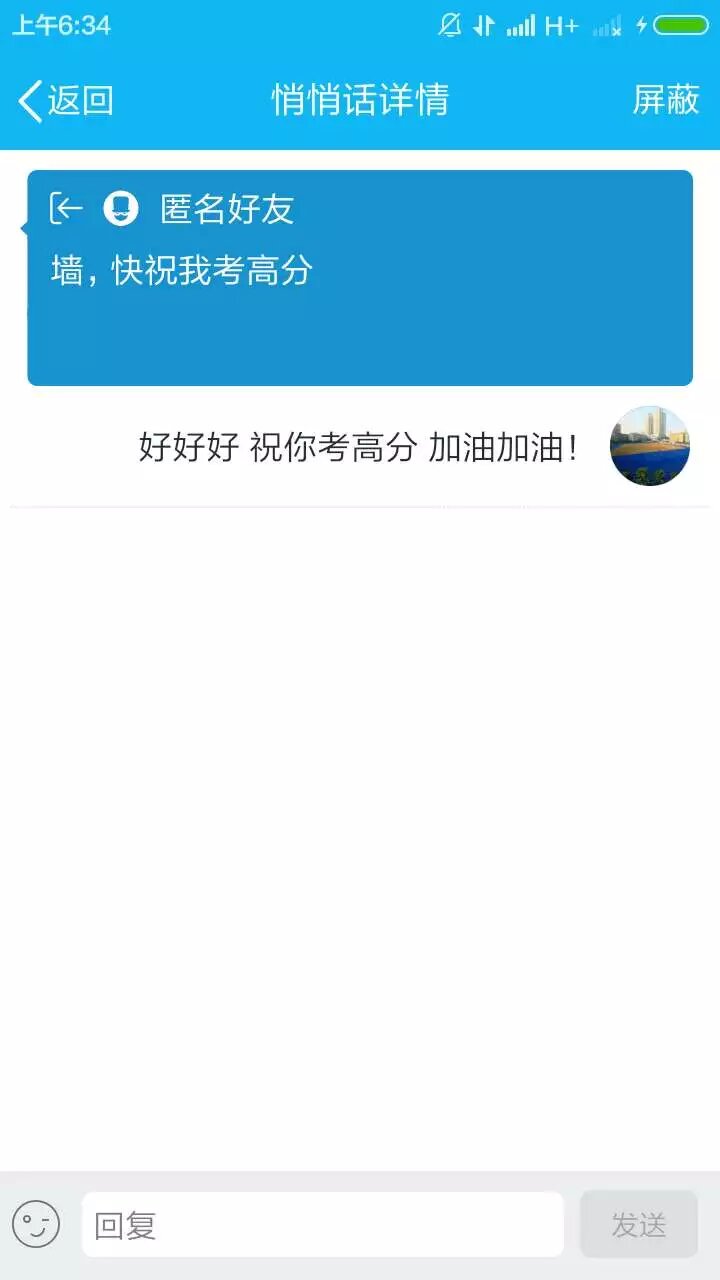 上午6:34
H+
返回
悄悄话详情
屏蔽
匿名好友
墙,快祝我考高分
好好好 祝你考高分 加油加油!
回复
发送